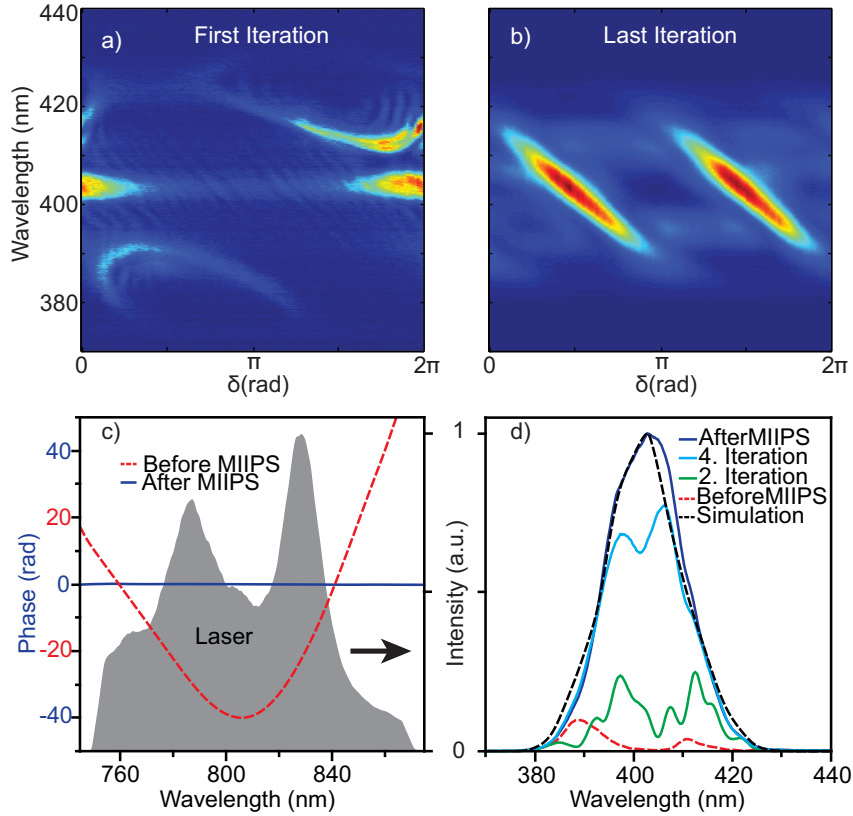 a) First Iteration
440
420
400
380
Wavelength (nm)
0 π 2π
δ(rad)
b) Last Iteration
0 π 2π
δ(rad)
c)
Before MIIPS
After MIIPS
40
20
0
-20
-40
Phase (rad)
Laser
760 800 840
Wavelength (nm)
d)
AfterMIIPS
4. Iteration
2. Iteration
BeforeMIIPS
Simulation
1
0
Intensity (a.u.)
380 400 420 440
Wavelength (nm)